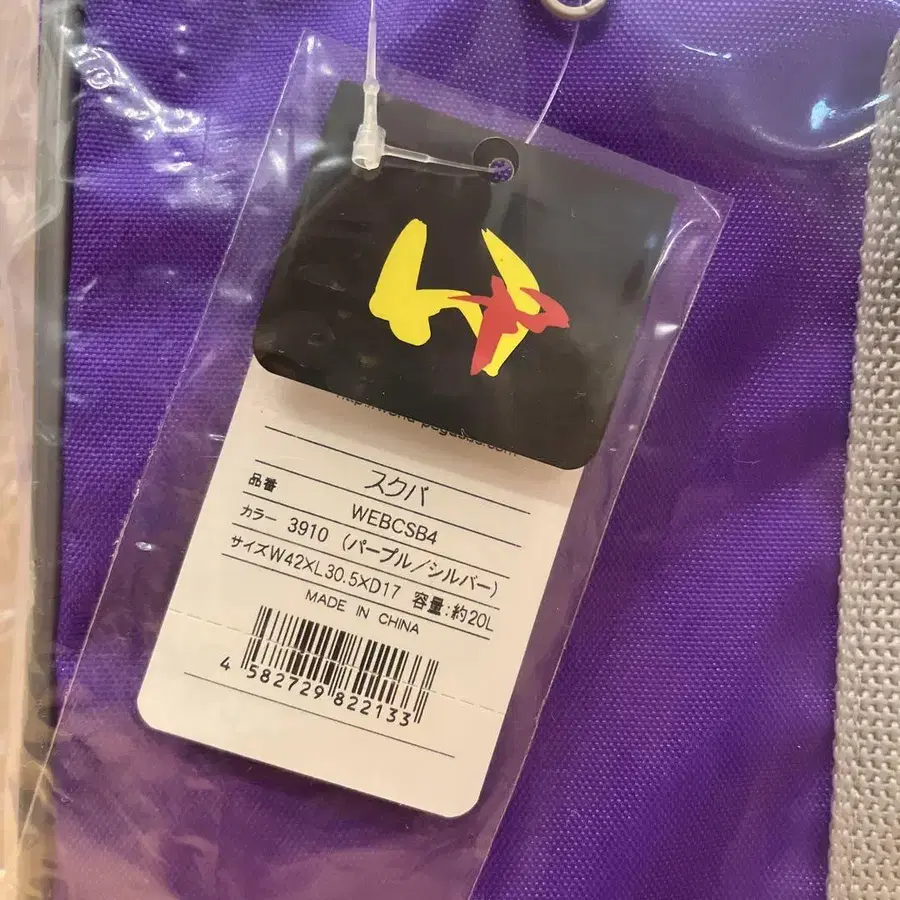 スクバ
品番 WEBCSB4
カラー 3910 (パープル/シルバー)
サイズW42×L30.5×D17 容量:約20L
MADE IN CHINA
4 582729 822133